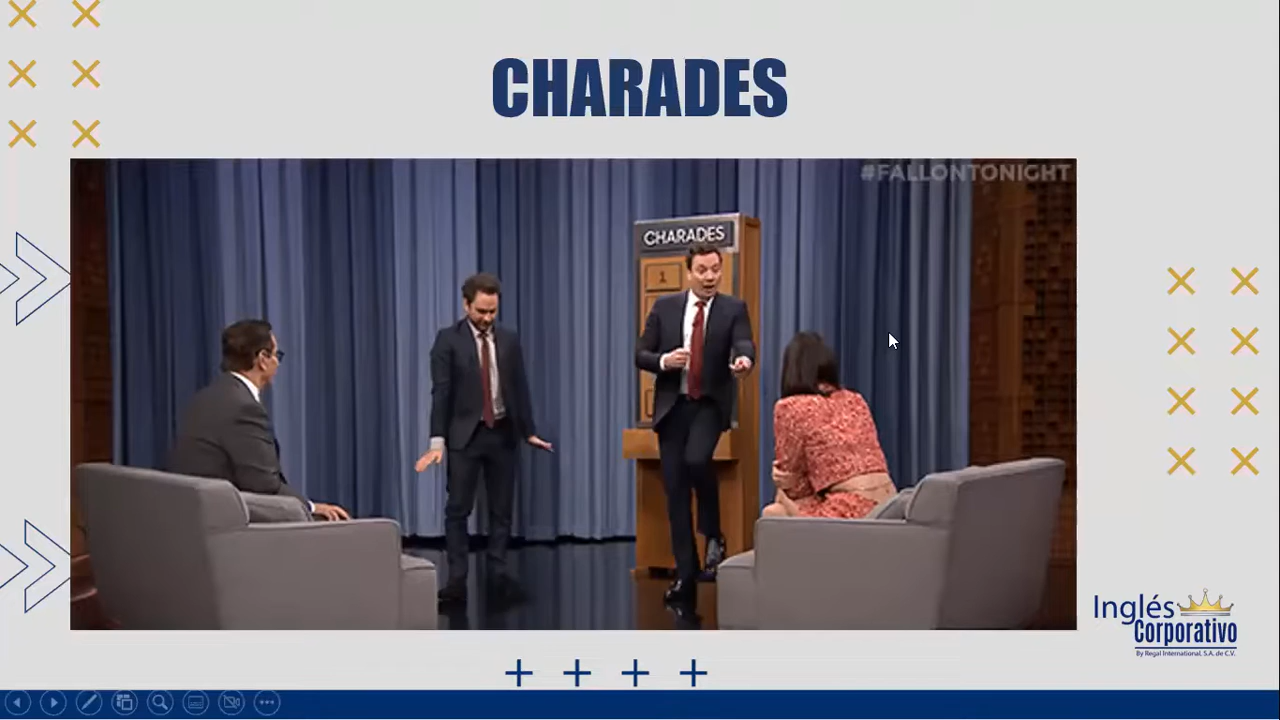 CHARADES
#FALLONTONIGHT
CHARADES
1
Inglés
Corporativo
By Regal International, S.A. de C.V.